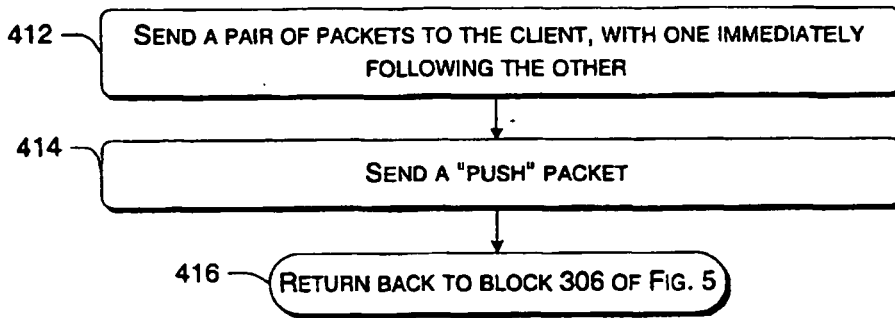 412
SEND A PAIR OF PACKETS TO THE CLIENT, WITH ONE IMMEDIATELY
FOLLOWING THE OTHER
414
SEND A "PUSH" PACKET
416
RETURN BACK TO BLOCK 306 OF FIG. 5